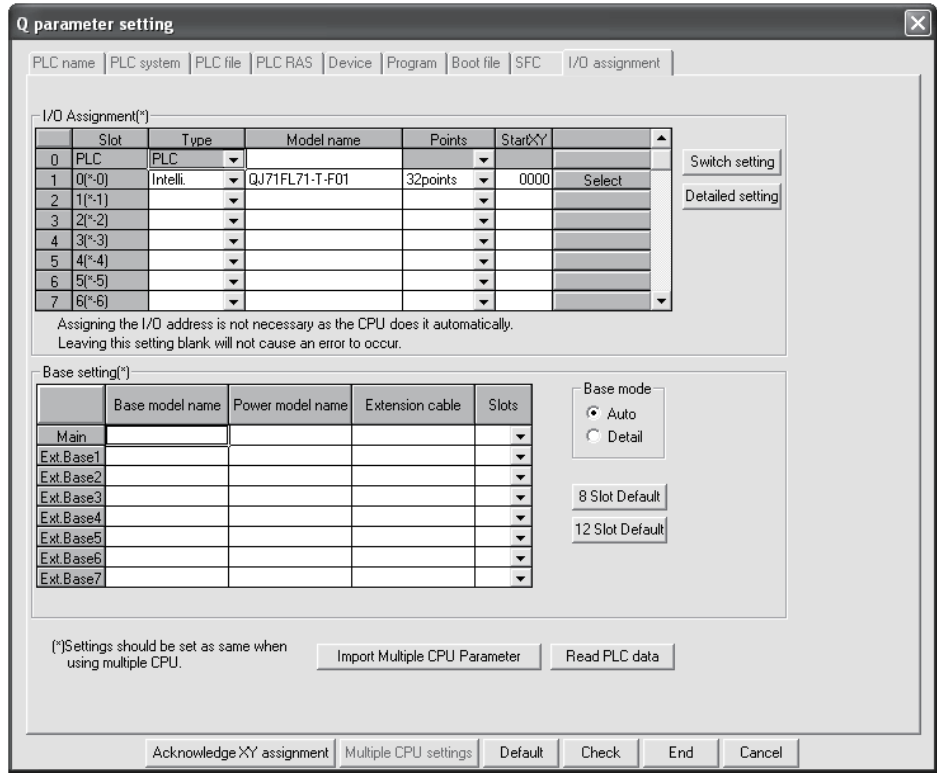 Q parameter setting
PLC name PLC system PLC file PLC RAS Device Program Boot file SFC I/O assignment
I/O Assignment(*)
Slot Type Model name Points StartXY
0 PLC PLC
1 0(*-0) Intelli. QJ71FL71-T-F01 32points 0000 Select
2 1(*-1)
3 2(*-2)
4 3(*-3)
5 4(*-4)
6 5(*-5)
7 6(*-6)
Switch setting
Detailed setting
Assigning the I/O address is not necessary as the CPU does it automatically.
Leaving this setting blank will not cause an error to occur.
Base setting(*)
Base model name Power model name Extension cable Slots
Main
Ext.Base1
Ext.Base2
Ext.Base3
Ext.Base4
Ext.Base5
Ext.Base6
Ext.Base7
Base mode
Auto
Detail
8 Slot Default
12 Slot Default
(*)Settings should be set as same when
using multiple CPU.
Import Multiple CPU Parameter Read PLC data
Acknowledge XY assignment Multiple CPU settings Default Check End Cancel